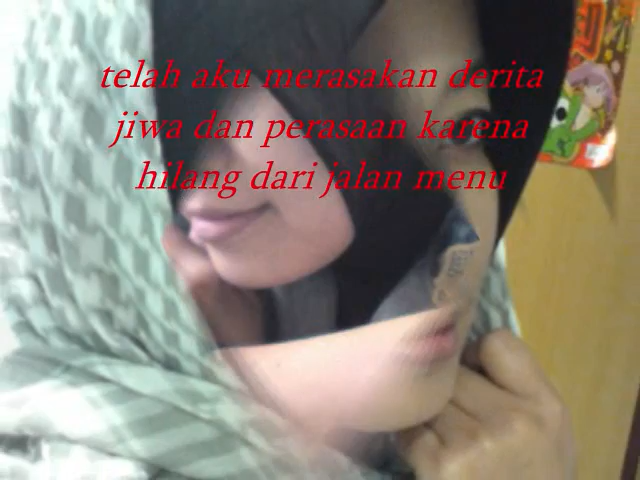 telah aku merasakan derita
jiwa dan perasaan karena
hilang dari jalan menu